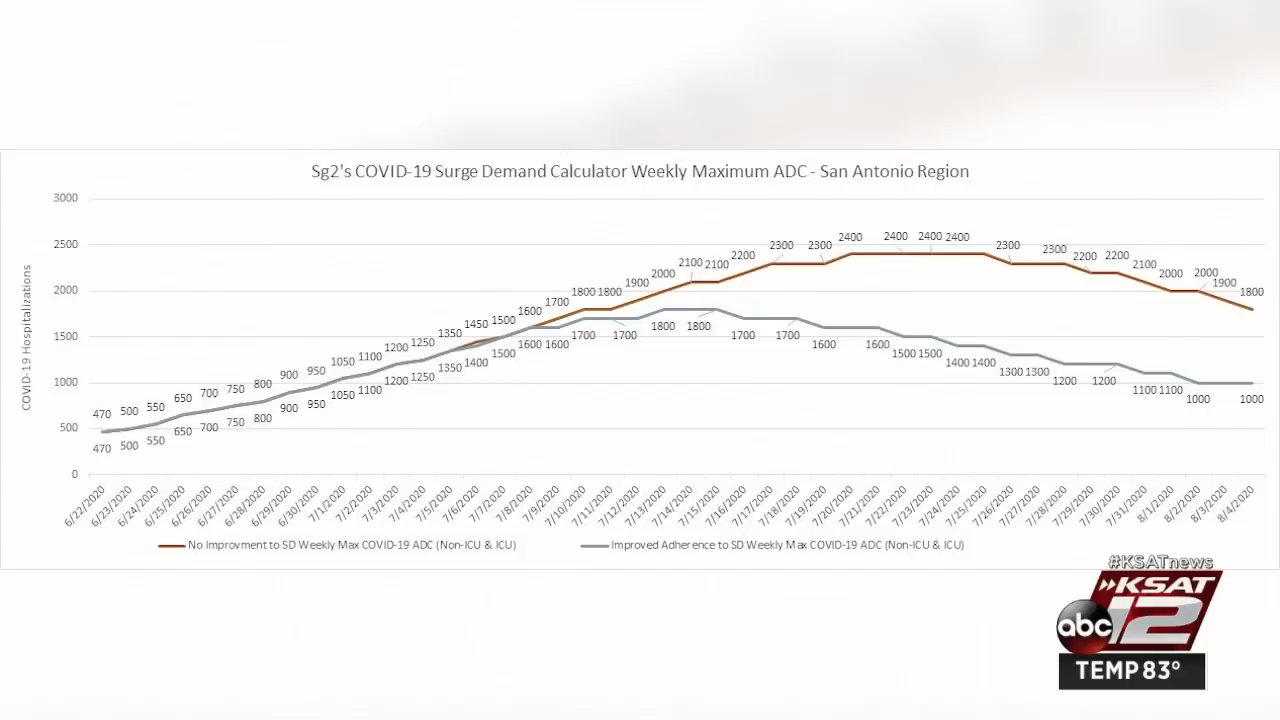 Sg2's COVID-19 Surge Demand Calculator Weekly Maximum ADC - San Antonio Region
COVID-19 Hospitalizations
3000
2500
2000
1500
1000
500
0
470 500 550 650 700 750 800 900 950 1050 1100 1200 1250 1350 1450 1500 1600 1700 1800 1800 1900 2000 2100 2100 2200 2300 2300 2400 2400 2400 2400 2300 2300 2200 2200 2100 2000 2000 1900 1800
470 500 550 650 700 750 800 900 950 1050 1100 1200 1250 1350 1400 1500 1600 1600 1700 1700 1800 1800 1700 1700 1600 1600 1500 1500 1400 1400 1300 1300 1200 1200 1100 1100 1000 1000
6/22/2020 6/23/2020 6/24/2020 6/25/2020 6/26/2020 6/27/2020 6/28/2020 6/29/2020 6/30/2020 7/1/2020 7/2/2020 7/3/2020 7/4/2020 7/5/2020 7/6/2020 7/7/2020 7/8/2020 7/9/2020 7/10/2020 7/11/2020 7/12/2020 7/13/2020 7/14/2020 7/15/2020 7/16/2020 7/17/2020 7/18/2020 7/19/2020 7/20/2020 7/21/2020 7/22/2020 7/23/2020 7/24/2020 7/25/2020 7/26/2020 7/27/2020 7/28/2020 7/29/2020 7/30/2020 7/31/2020 8/1/2020 8/2/2020 8/3/2020 8/4/2020
No Improvment to SD Weekly Max COVID-19 ADC (Non-ICU & ICU)
Improved Adherence to SD Weekly Max COVID-19 ADC (Non-ICU & ICU)
#KSATnews
KSAT
abc 12
TEMP 83°